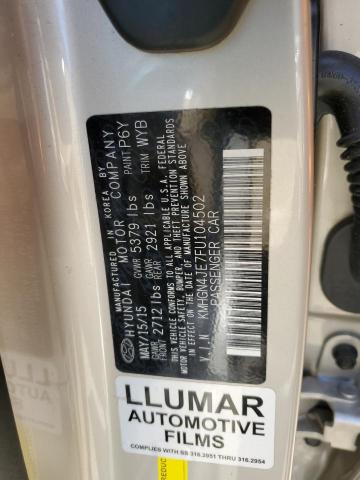 MANUFACTURED IN KOREA BY
HYUNDAI MOTOR COMPANY
MAY/15/15 GVWR 5379 lbs PAINT P6Y
GAWR FRONT 2712 lbs GAWR REAR 2921 lbs TRIM WYB
THIS VEHICLE CONFORMS TO ALL APPLICABLE U.S.A. FEDERAL
MOTOR VEHICLE SAFETY, BUMPER, AND THEFT PREVENTION STANDARDS
IN EFFECT ON THE DATE OF MANUFACTURE SHOWN ABOVE
V.I.N KMHGN4JE7FU104502
PASSENGER CAR
LLUMAR
AUTOMOTIVE
FILMS
COMPLIES WITH SS 316.2951 THRU 316.2954